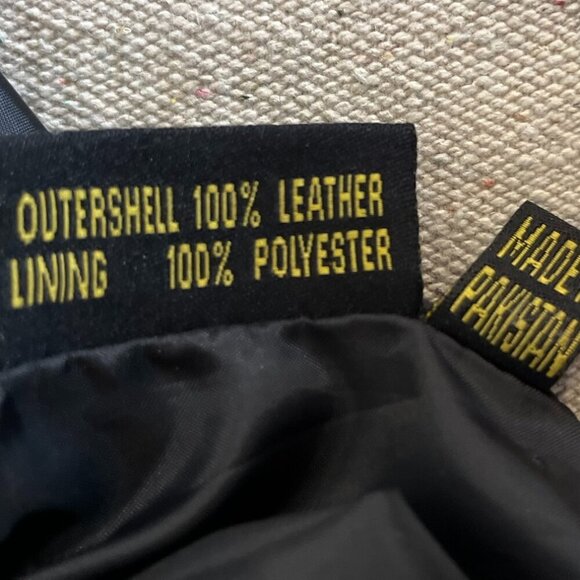 OUTERSHELL 100% LEATHER
LINING 100% POLYESTER
MADE
PAKISTAN